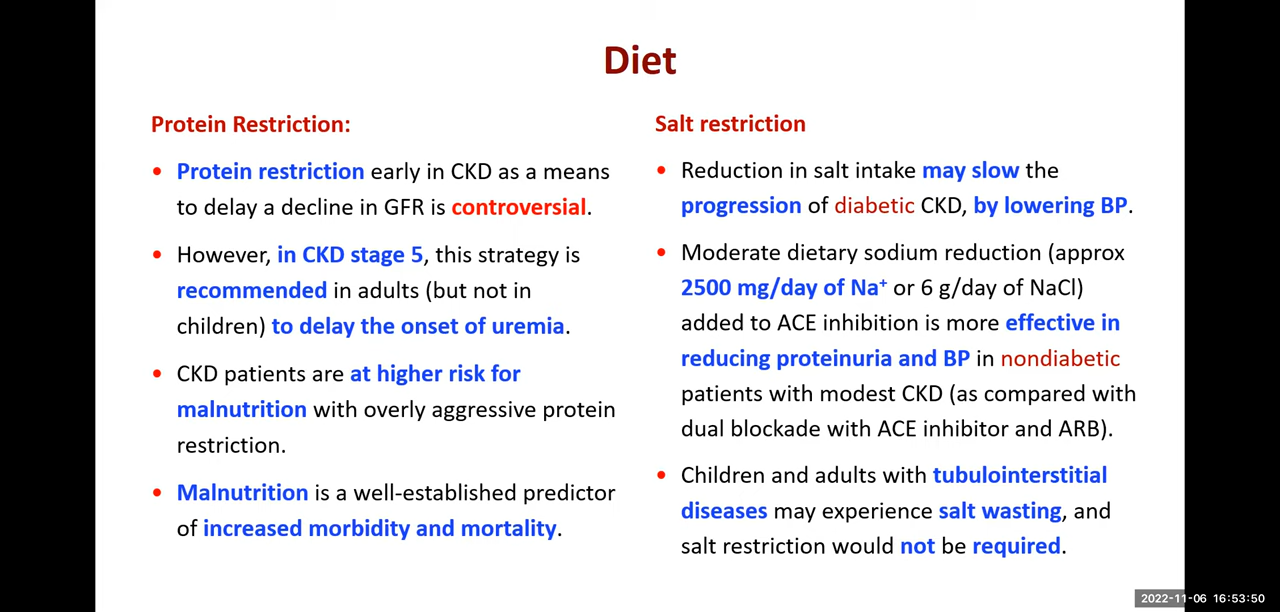 Diet
Protein Restriction:
• Protein restriction early in CKD as a means
to delay a decline in GFR is controversial.
• However, in CKD stage 5, this strategy is
recommended in adults (but not in
children) to delay the onset of uremia.
• CKD patients are at higher risk for
malnutrition with overly aggressive protein
restriction.
• Malnutrition is a well-established predictor
of increased morbidity and mortality.
Salt restriction
• Reduction in salt intake may slow the
progression of diabetic CKD, by lowering BP.
• Moderate dietary sodium reduction (approx
2500 mg/day of Na⁺ or 6 g/day of NaCl)
added to ACE inhibition is more effective in
reducing proteinuria and BP in nondiabetic
patients with modest CKD (as compared with
dual blockade with ACE inhibitor and ARB).
• Children and adults with tubulointerstitial
diseases may experience salt wasting, and
salt restriction would not be required.
2022-11-06 16:53:50